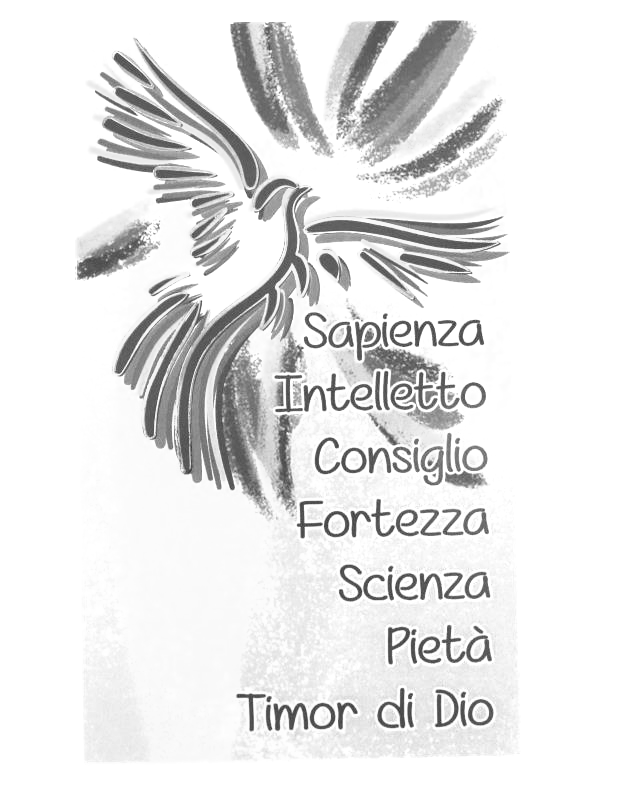 Sapienza
Intelletto
Consiglio
Fortezza
Scienza
Pietà
Timor di Dio